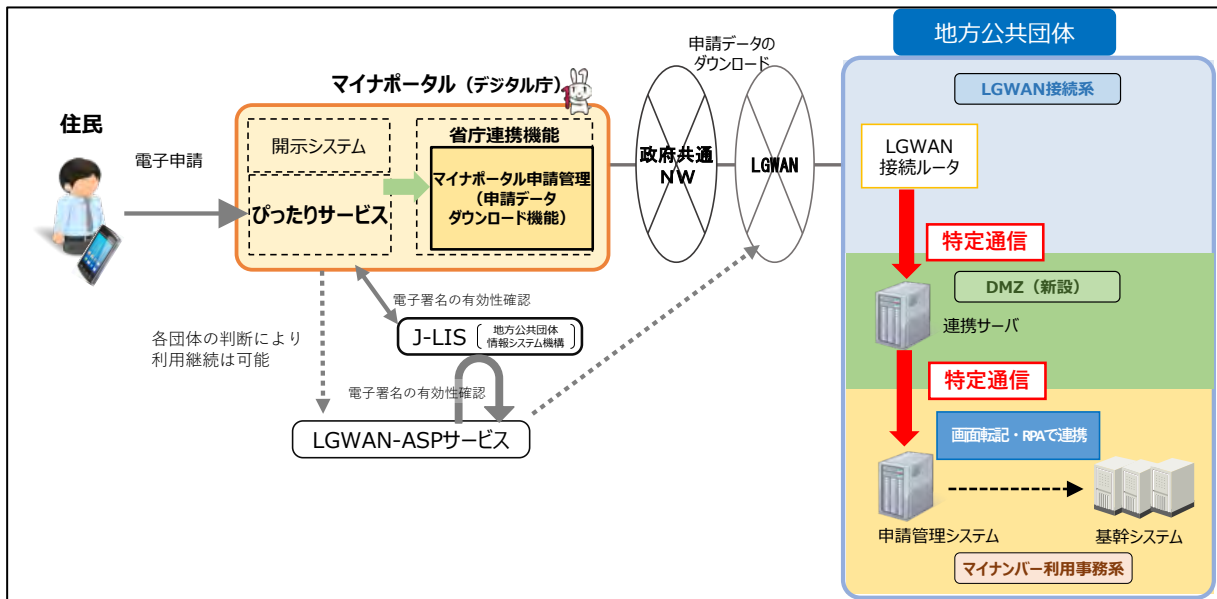 地方公共団体
申請データの
ダウンロード
マイナポータル（デジタル庁）
LGWAN接続系
住民
電子申請
開示システム
省庁連携機能
ぴったりサービス
マイナポータル申請管理
（申請データ
ダウンロード機能）
政府共通
NW
LGWAN
LGWAN
接続ルータ
特定通信
DMZ（新設）
連携サーバ
電子署名の有効性確認
各団体の判断により
利用継続は可能
J-LIS
地方公共団体
情報システム機構
電子署名の有効性確認
LGWAN-ASPサービス
特定通信
画面転記・RPAで連携
申請管理システム
基幹システム
マイナンバー利用事務系